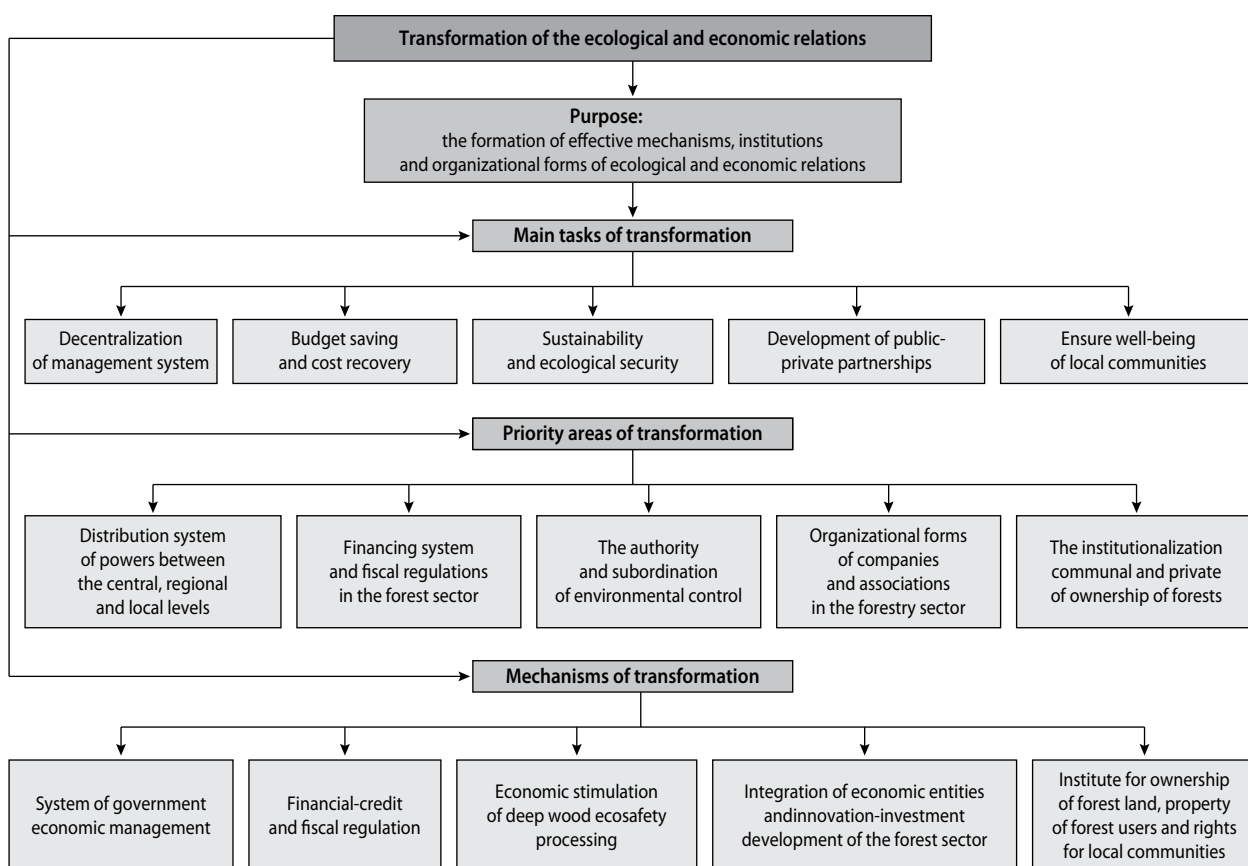 Transformation of the ecological and economic relations
Purpose:
the formation of effective mechanisms, institutions
and organizational forms of ecological and economic relations
Main tasks of transformation
Decentralization
of management system
Budget saving
and cost recovery
Sustainability
and ecological security
Development of public-
private partnerships
Ensure well-being
of local communities
Priority areas of transformation
Distribution system
of powers between
the central, regional
and local levels
Financing system
and fiscal regulations
in the forest sector
The authority
and subordination
of environmental control
Organizational forms
of companies
and associations
in the forestry sector
The institutionalization
communal and private
of ownership of forests
Mechanisms of transformation
System of government
economic management
Financial-credit
and fiscal regulation
Economic stimulation
of deep wood ecosafety
processing
Integration of economic entities
andinnovation-investment
development of the forest sector
Institute for ownership
of forest land, property
of forest users and rights
for local communities